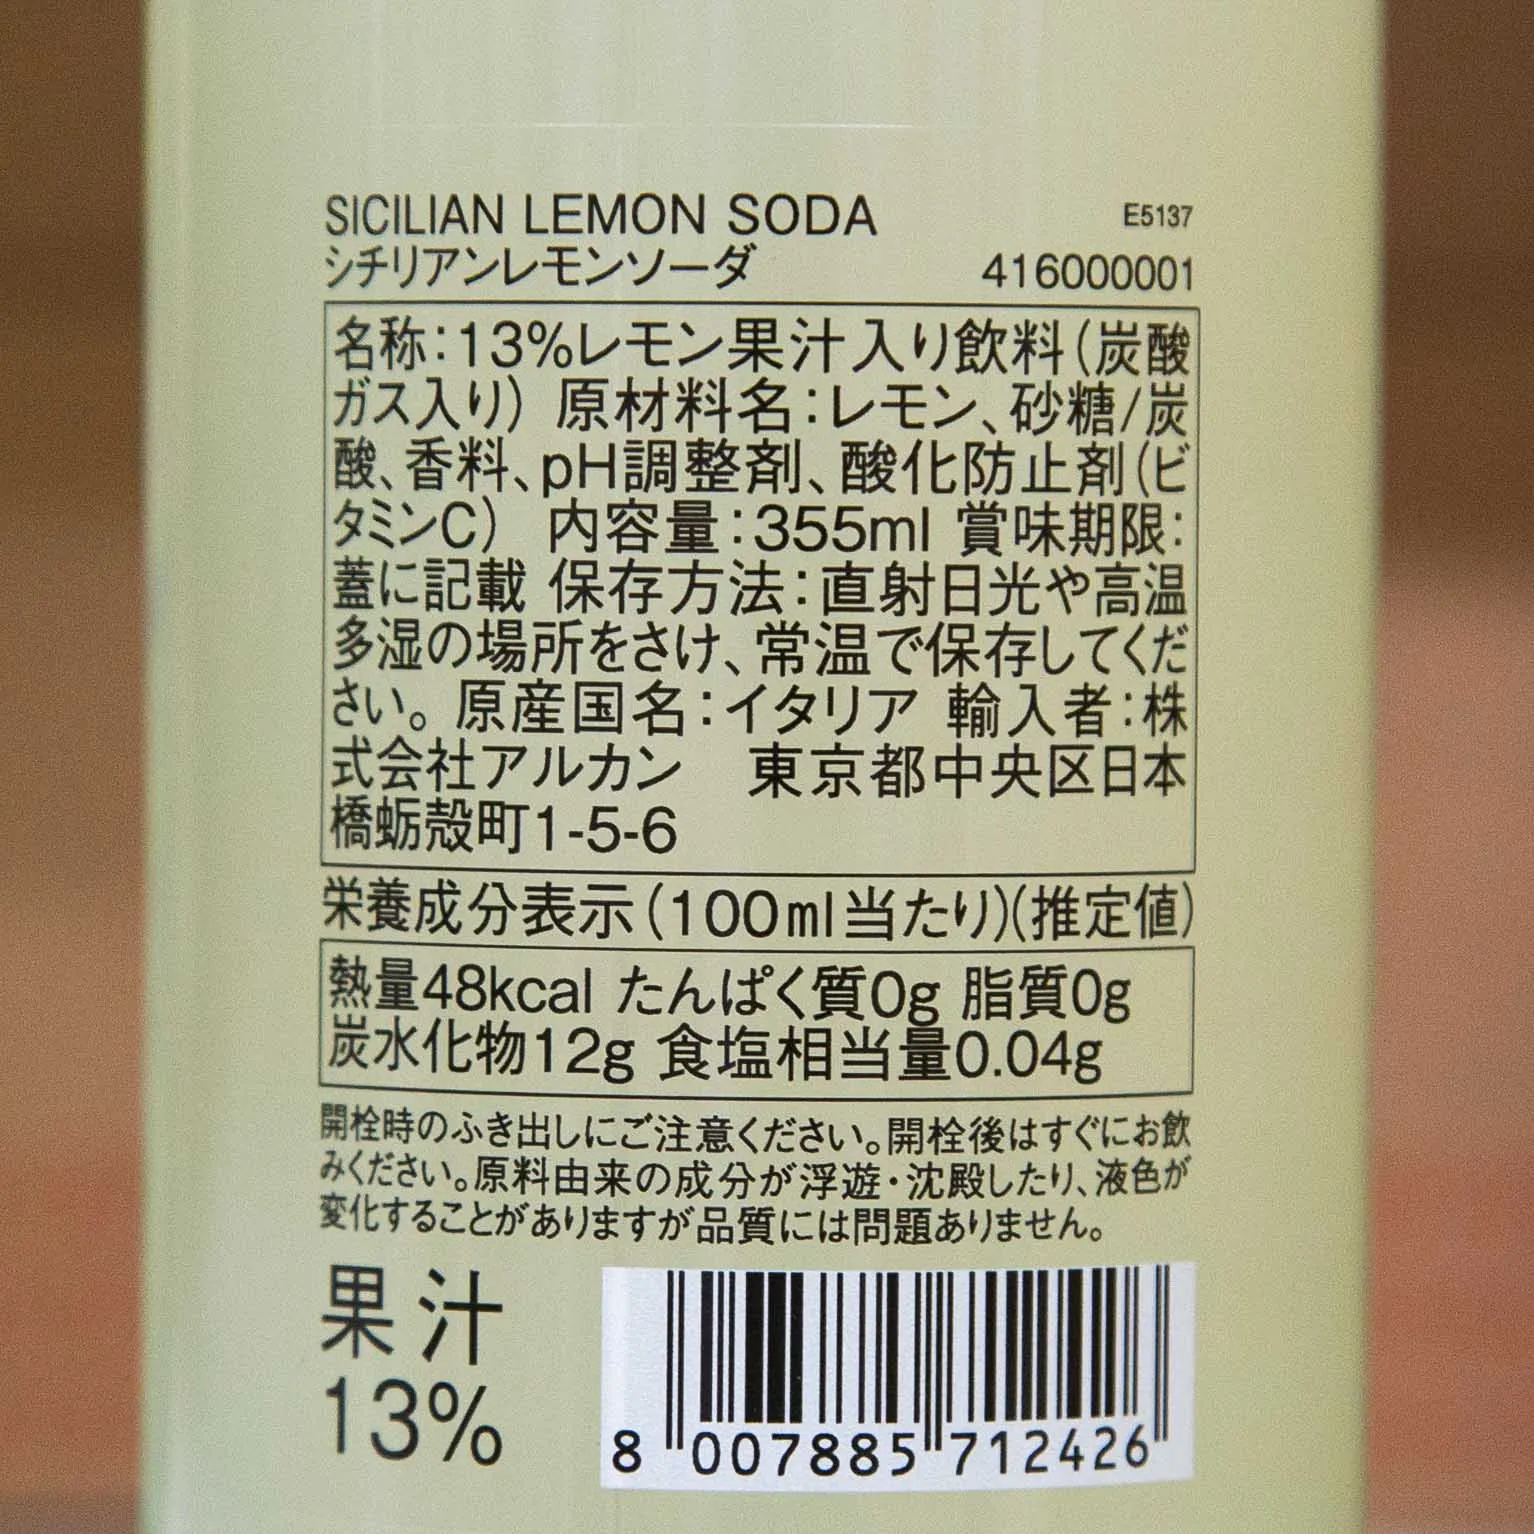 SICILIAN LEMON SODA E5137
シチリアンレモンソーダ 416000001
名称:13%レモン果汁入り飲料(炭酸
ガス入り) 原材料名:レモン、砂糖/炭
酸、香料、pH調整剤、酸化防止剤(ビ
タミンC) 内容量:355ml 賞味期限:
蓋に記載 保存方法:直射日光や高温
多湿の場所をさけ、常温で保存してくだ
さい。原産国名:イタリア 輸入者:株
式会社アルカン 東京都中央区日本
橋蛎殻町1-5-6
栄養成分表示(100ml当たり)(推定値)
熱量48kcal たんぱく質0g 脂質0g
炭水化物12g 食塩相当量0.04g
開栓時のふき出しにご注意ください。開栓後はすぐにお飲
みください。原料由来の成分が浮遊・沈殿したり、液色が
変化することがありますが品質には問題ありません。
果汁
13%
8 007885 712426